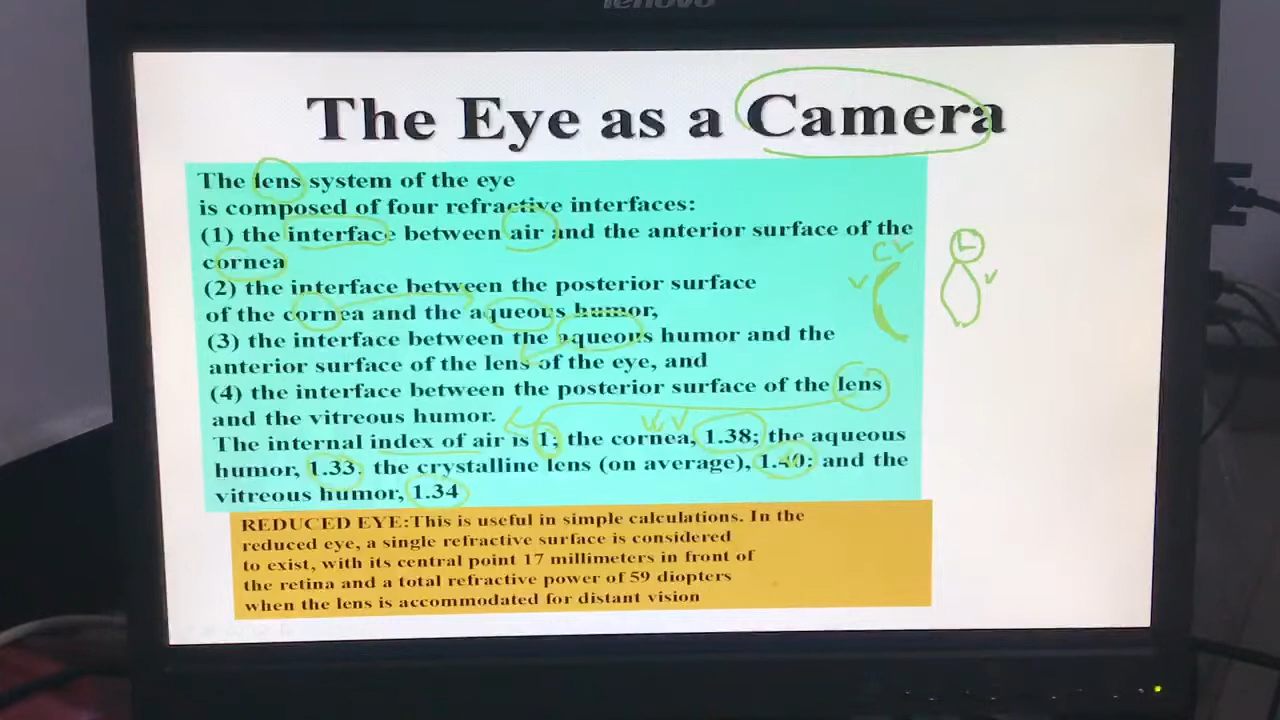 lenovo
The Eye as a Camera
The lens system of the eye
is composed of four refractive interfaces:
(1) the interface between air and the anterior surface of the
cornea
(2) the interface between the posterior surface
of the cornea and the aqueous humor,
(3) the interface between the aqueous humor and the
anterior surface of the lens of the eye, and
(4) the interface between the posterior surface of the lens
and the vitreous humor.
The internal index of air is 1; the cornea, 1.38; the aqueous
humor, 1.33. the crystalline lens (on average), 1.40: and the
vitreous humor, 1.34
REDUCED EYE:This is useful in simple calculations. In the
reduced eye, a single refractive surface is considered
to exist, with its central point 17 millimeters in front of
the retina and a total refractive power of 59 diopters
when the lens is accommodated for distant vision
C
L